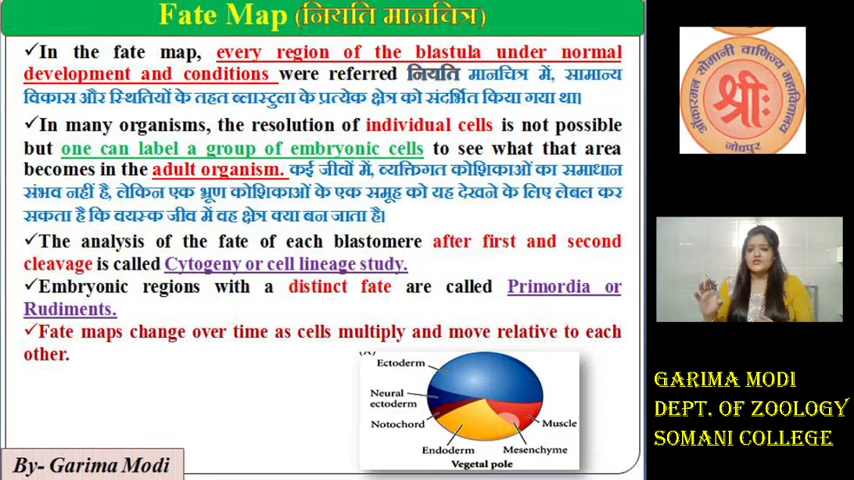 Fate Map (नियति मानचित्र)
✓In the fate map, every region of the blastula under normal
development and conditions were referred नियति मानचित्र में, सामान्य
विकास और स्थितियों के तहत ब्लास्टुला के प्रत्येक क्षेत्र को संदर्भित किया गया था।
✓In many organisms, the resolution of individual cells is not possible
but one can label a group of embryonic cells to see what that area
becomes in the adult organism. कई जीवों में, व्यक्तिगत कोशिकाओं का समाधान
संभव नहीं है, लेकिन एक भ्रूण कोशिकाओं के एक समूह को यह देखने के लिए लेबल कर
सकता है कि वयस्क जीव में वह क्षेत्र क्या बन जाता है।
✓The analysis of the fate of each blastomere after first and second
cleavage is called Cytogeny or cell lineage study.
✓Embryonic regions with a distinct fate are called Primordia or
Rudiments.
✓Fate maps change over time as cells multiply and move relative to each
other.
Ectoderm
Neural
ectoderm
Notochord
Endoderm
Muscle
Mesenchyme
Vegetal pole
By- Garima Modi
ओंकारमल सोमानी वाणिज्य महाविद्यालय
श्रीः
जोधपुर
GARIMA MODI
DEPT. OF ZOOLOGY
SOMANI COLLEGE